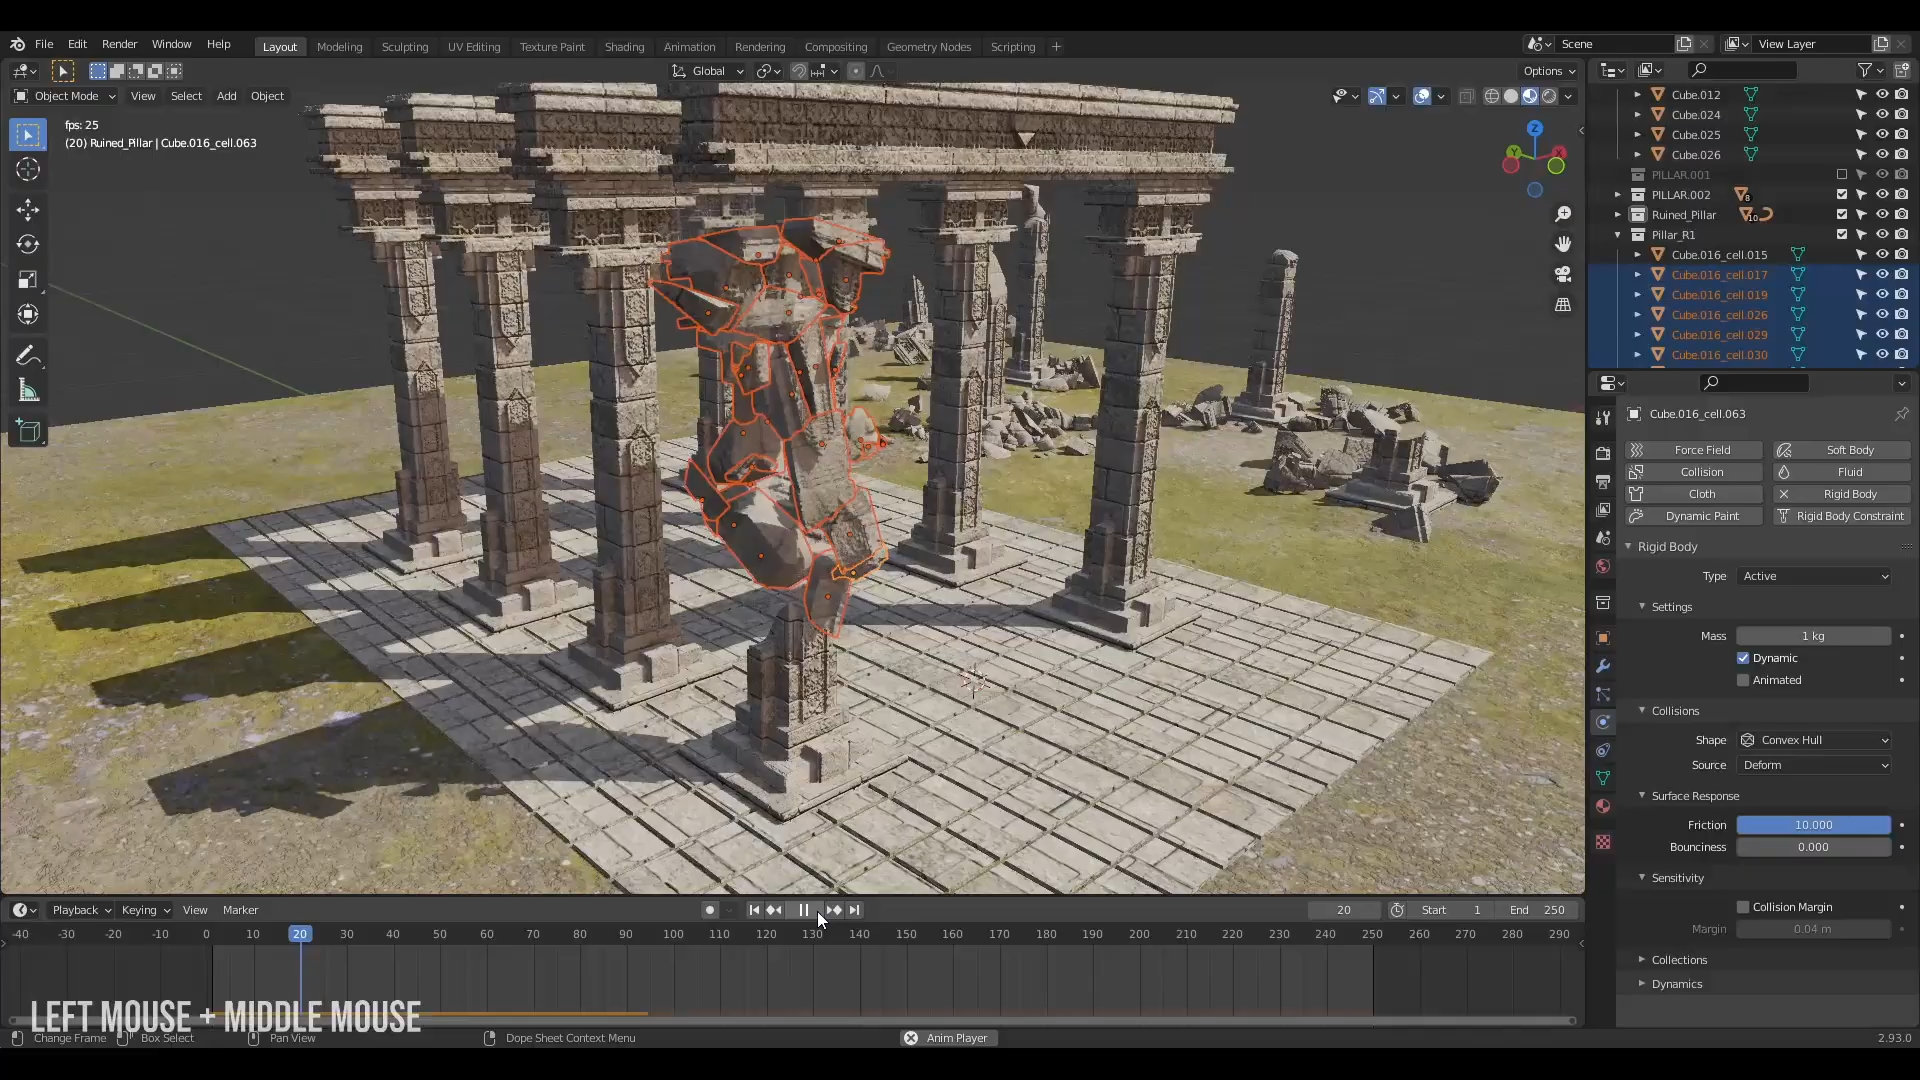 File Edit Render Window Help Layout Modeling Sculpting UV Editing Texture Paint Shading Animation Rendering Compositing Geometry Nodes Scripting + Scene View Layer
Global Options
Object Mode View Select Add Object
fps: 25
(20) Ruined_Pillar | Cube.016_cell.063
Z
Y
X
Cube.012
Cube.024
Cube.025
Cube.026
PILLAR.001
PILLAR.002 8
Ruined_Pillar 10
Pillar_R1
Cube.016_cell.015
Cube.016_cell.017
Cube.016_cell.019
Cube.016_cell.026
Cube.016_cell.029
Cube.016_cell.030
Cube.016_cell.063
Force Field Soft Body
Collision Fluid
Cloth Rigid Body
Dynamic Paint Rigid Body Constraint
Rigid Body
Type Active
Settings
Mass 1 kg
Dynamic
Animated
Collisions
Shape Convex Hull
Source Deform
Surface Response
Friction 10.000
Bounciness 0.000
Sensitivity
Collision Margin
Margin 0.04 m
Collections
Dynamics
Playback Keying View Marker 20 Start 1 End 250
-40 -30 -20 -10 0 10 20 30 40 50 60 70 80 90 100 110 120 130 140 150 160 170 180 190 200 210 220 230 240 250 260 270 280 290
LEFT MOUSE + MIDDLE MOUSE
Change Frame Box Select Pan View Dope Sheet Context Menu Anim Player 2.93.0